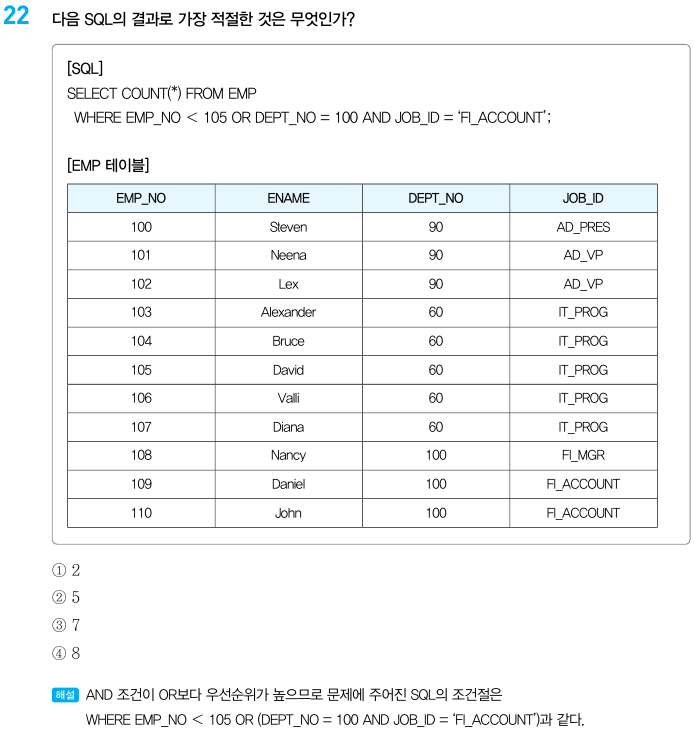 22 다음 SQL의 결과로 가장 적절한 것은 무엇인가?
[SQL]
SELECT COUNT(*) FROM EMP
WHERE EMP_NO < 105 OR DEPT_NO = 100 AND JOB_ID = ‘FI_ACCOUNT’;
[EMP 테이블]
EMP_NO ENAME DEPT_NO JOB_ID
100 Steven 90 AD_PRES
101 Neena 90 AD_VP
102 Lex 90 AD_VP
103 Alexander 60 IT_PROG
104 Bruce 60 IT_PROG
105 David 60 IT_PROG
106 Valli 60 IT_PROG
107 Diana 60 IT_PROG
108 Nancy 100 FI_MGR
109 Daniel 100 FI_ACCOUNT
110 John 100 FI_ACCOUNT
① 2
② 5
③ 7
④ 8
해설 AND 조건이 OR보다 우선순위가 높으므로 문제에 주어진 SQL의 조건절은
WHERE EMP_NO < 105 OR (DEPT_NO = 100 AND JOB_ID = ‘FI_ACCOUNT’)과 같다.